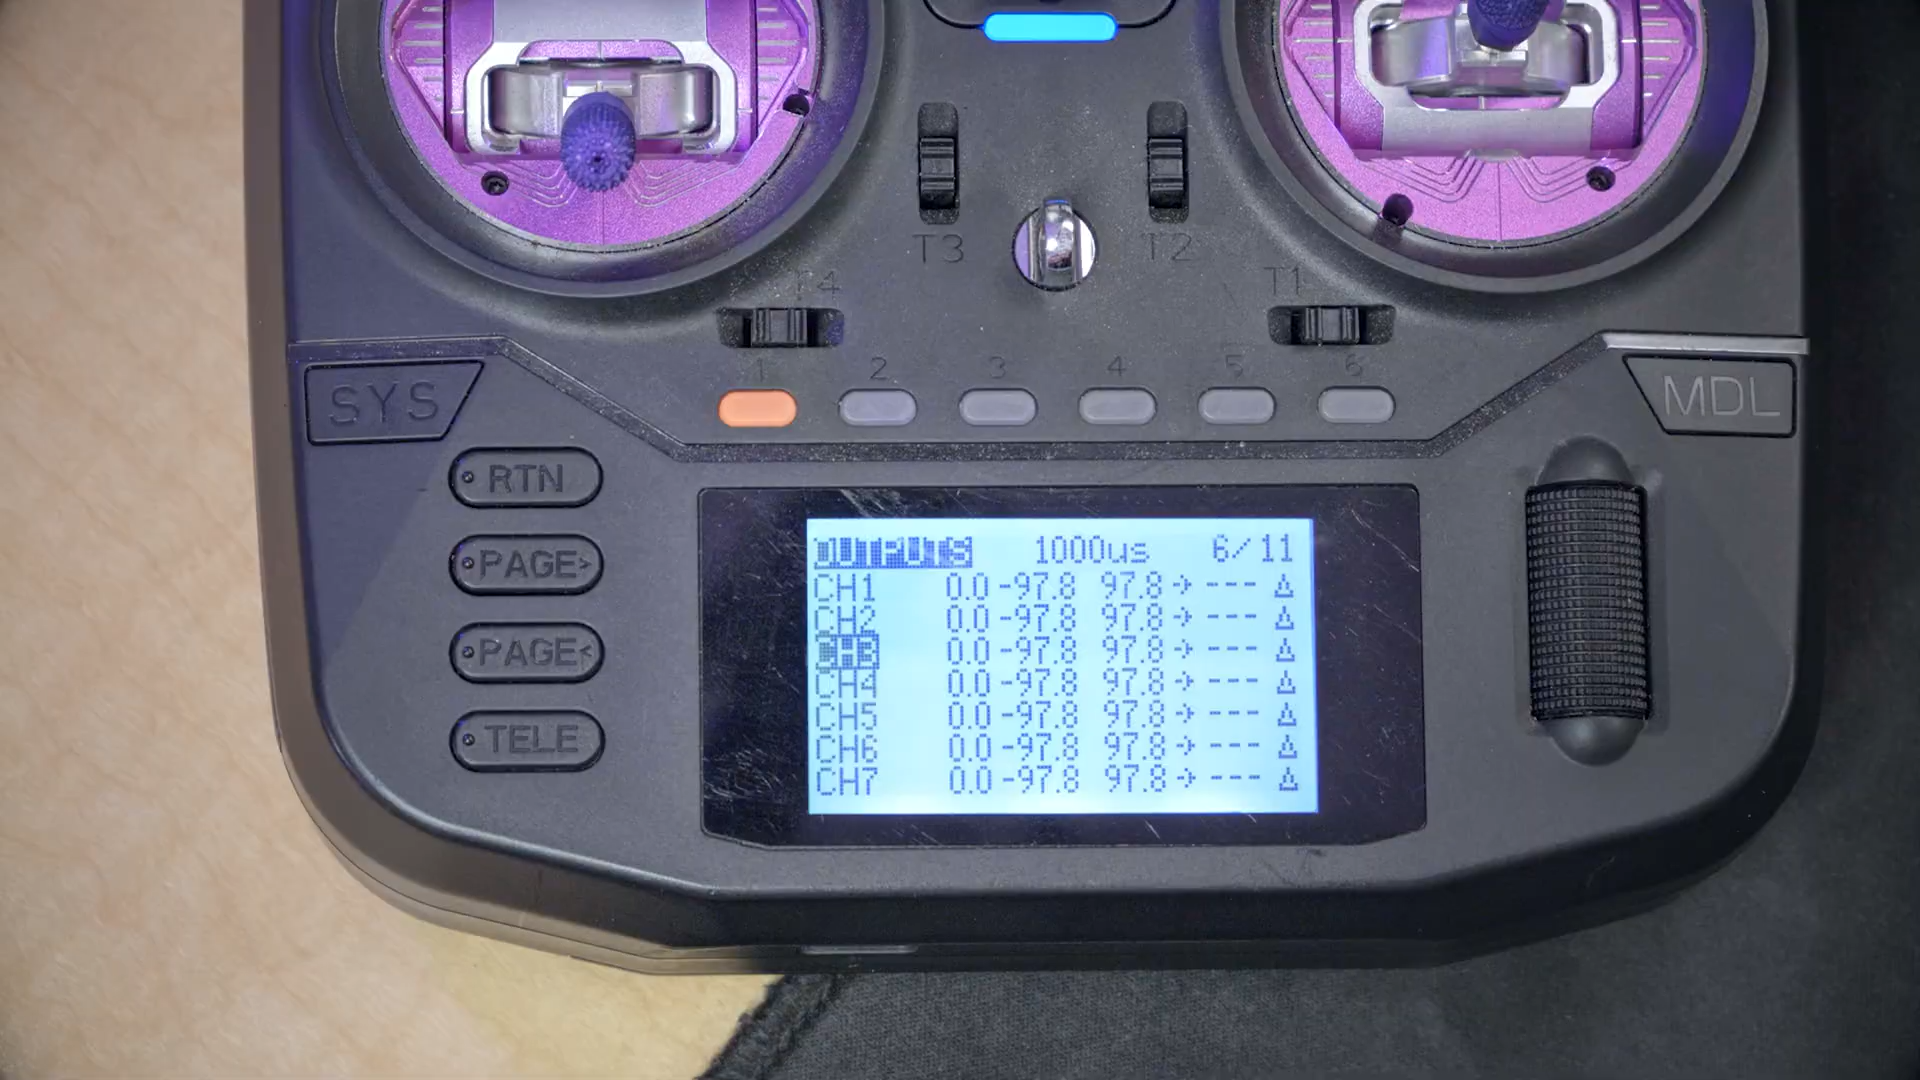 T3
T2
T4
T1
1 2 3 4 5 6
SYS
MDL
RTN
PAGE>
PAGE<
TELE
OUTPUTS 1000us 6/11
CH1 0.0 -97.8 97.8 → --- Δ
CH2 0.0 -97.8 97.8 → --- Δ
CH3 0.0 -97.8 97.8 → --- Δ
CH4 0.0 -97.8 97.8 → --- Δ
CH5 0.0 -97.8 97.8 → --- Δ
CH6 0.0 -97.8 97.8 → --- Δ
CH7 0.0 -97.8 97.8 → --- Δ